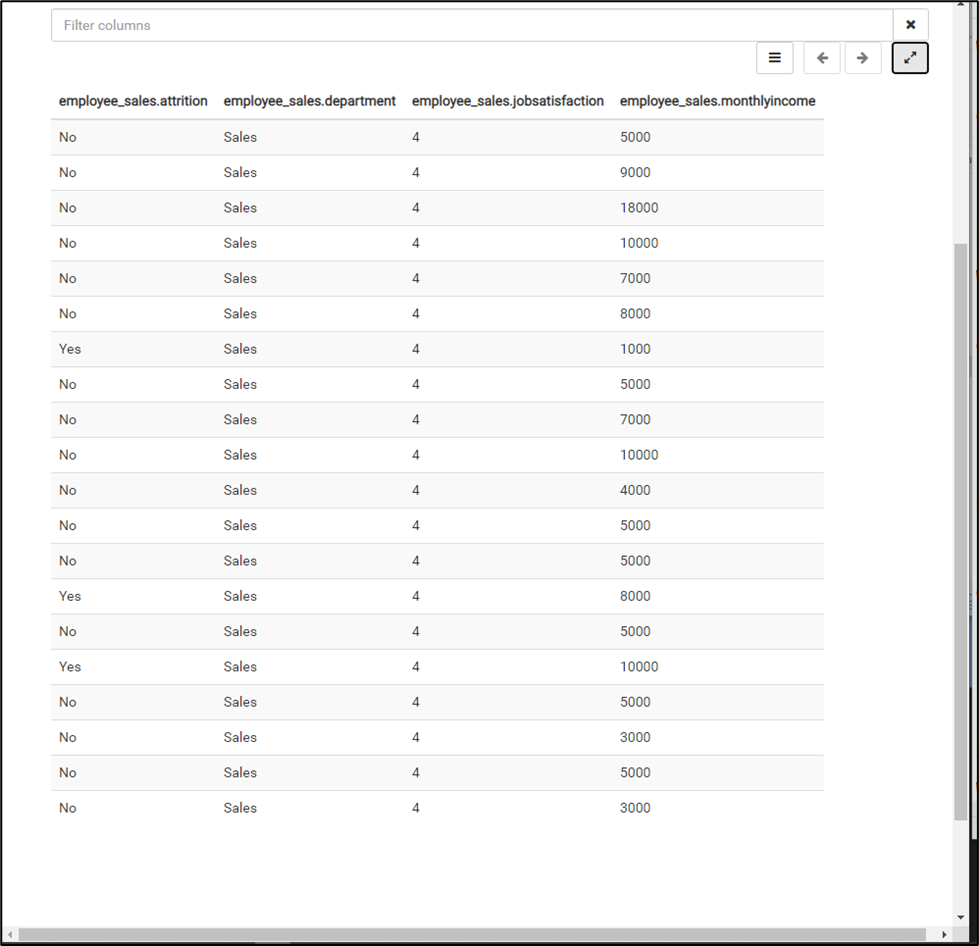 Filter columns
employee_sales.attrition employee_sales.department employee_sales.jobsatisfaction employee_sales.monthlyincome
No Sales 4 5000
No Sales 4 9000
No Sales 4 18000
No Sales 4 10000
No Sales 4 7000
No Sales 4 8000
Yes Sales 4 1000
No Sales 4 5000
No Sales 4 7000
No Sales 4 10000
No Sales 4 4000
No Sales 4 5000
No Sales 4 5000
Yes Sales 4 8000
No Sales 4 5000
Yes Sales 4 10000
No Sales 4 5000
No Sales 4 3000
No Sales 4 5000
No Sales 4 3000